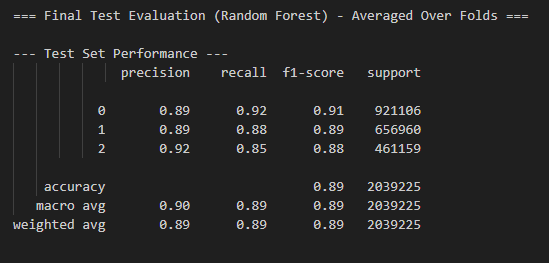 === Final Test Evaluation (Random Forest) - Averaged Over Folds ===
--- Test Set Performance ---
precision recall f1-score support
0 0.89 0.92 0.91 921106
1 0.89 0.88 0.89 656960
2 0.92 0.85 0.88 461159
accuracy 0.89 2039225
macro avg 0.90 0.89 0.89 2039225
weighted avg 0.89 0.89 0.89 2039225